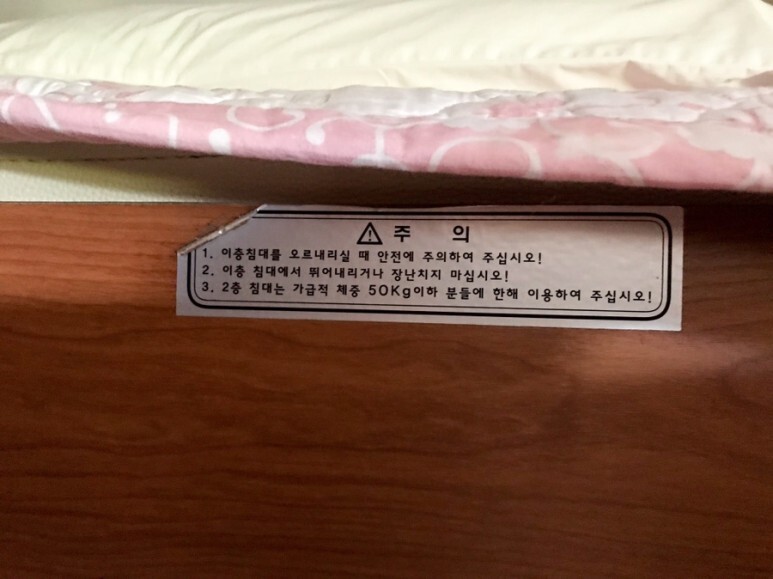 주 의
1. 이층침대를 오르내리실 때 안전에 주의하여 주십시오!
2. 이층 침대에서 뛰어내리거나 장난치지 마십시오!
3. 2층 침대는 가급적 체중 50Kg이하 분들에 한해 이용하여 주십시오!